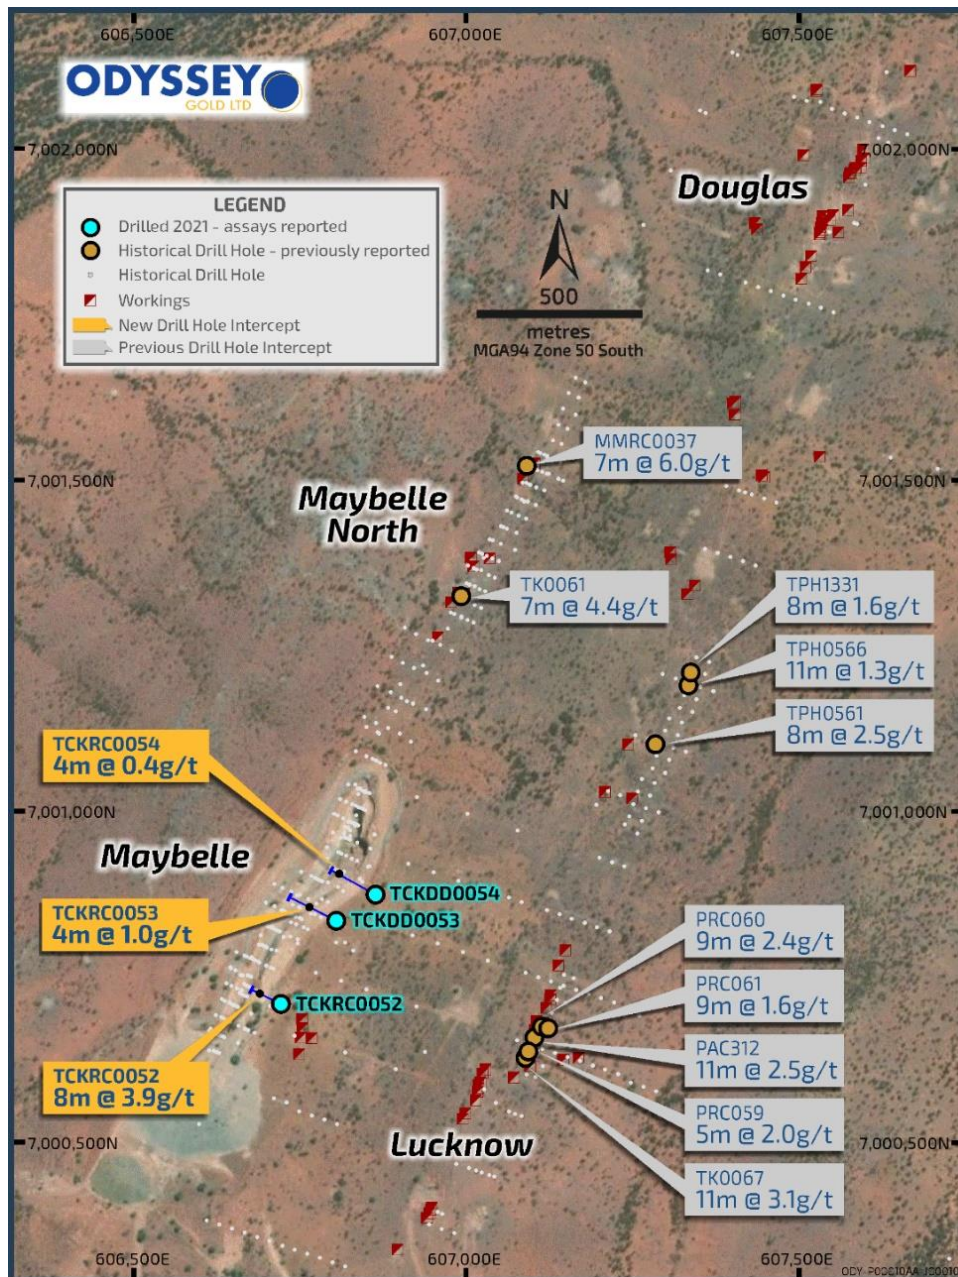 606,500E
607,000E
607,500E
ODYSSEY
GOLD LTD
7,002,000N
7,002,000N
Douglas
LEGEND
Drilled 2021 - assays reported
Historical Drill Hole - previously reported
Historical Drill Hole
Workings
New Drill Hole Intercept
Previous Drill Hole Intercept
N
500
metres
MGA94 Zone 50 South
MMRC0037
7m @ 6.0g/t
7,001,500N
7,001,500N
Maybelle
North
TK0061
7m @ 4.4g/t
TPH1331
8m @ 1.6g/t
TPH0566
11m @ 1.3g/t
TPH0561
8m @ 2.5g/t
TCKRC0054
4m @ 0.4g/t
7,001,000N
7,001,000N
Maybelle
TCKDD0054
TCKRC0053
4m @ 1.0g/t
TCKDD0053
PRC060
9m @ 2.4g/t
PRC061
9m @ 1.6g/t
TCKRC0052
PAC312
11m @ 2.5g/t
TCKRC0052
8m @ 3.9g/t
PRC059
5m @ 2.0g/t
7,000,500N
7,000,500N
Lucknow
TK0067
11m @ 3.1g/t
606,500E
607,000E
607,500E